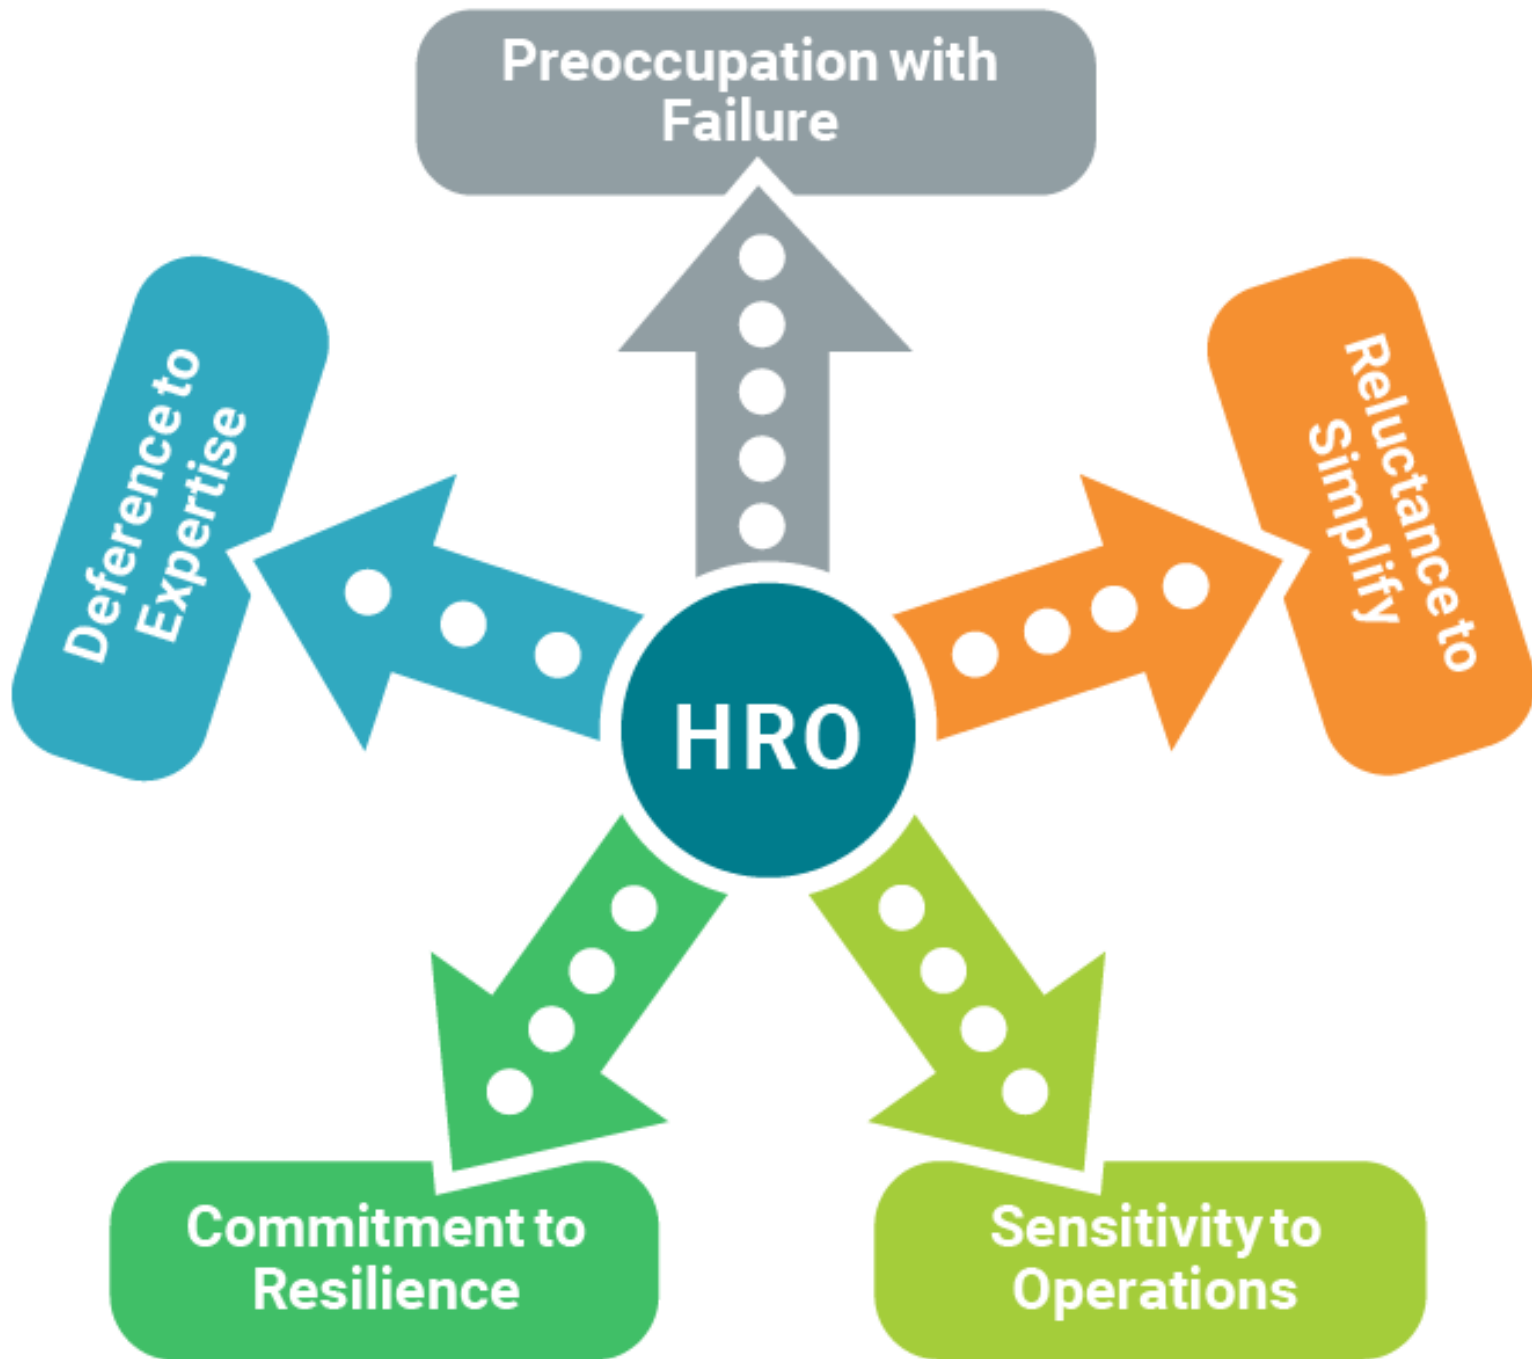 Preoccupation with
Failure
Deference to
Expertise
Reluctance to
Simplify
HRO
Commitment to
Resilience
Sensitivity to
Operations